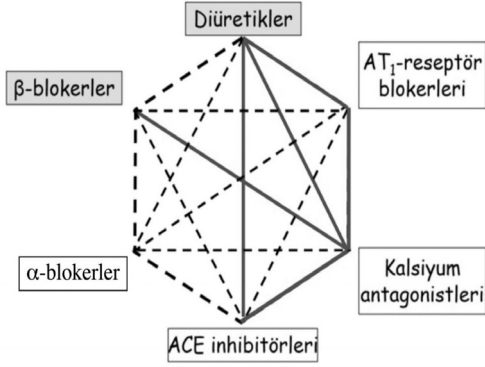 Diüretikler
β-blokerler
AT₁-reseptör
blokerleri
α-blokerler
Kalsiyum
antagonistleri
ACE inhibitörleri